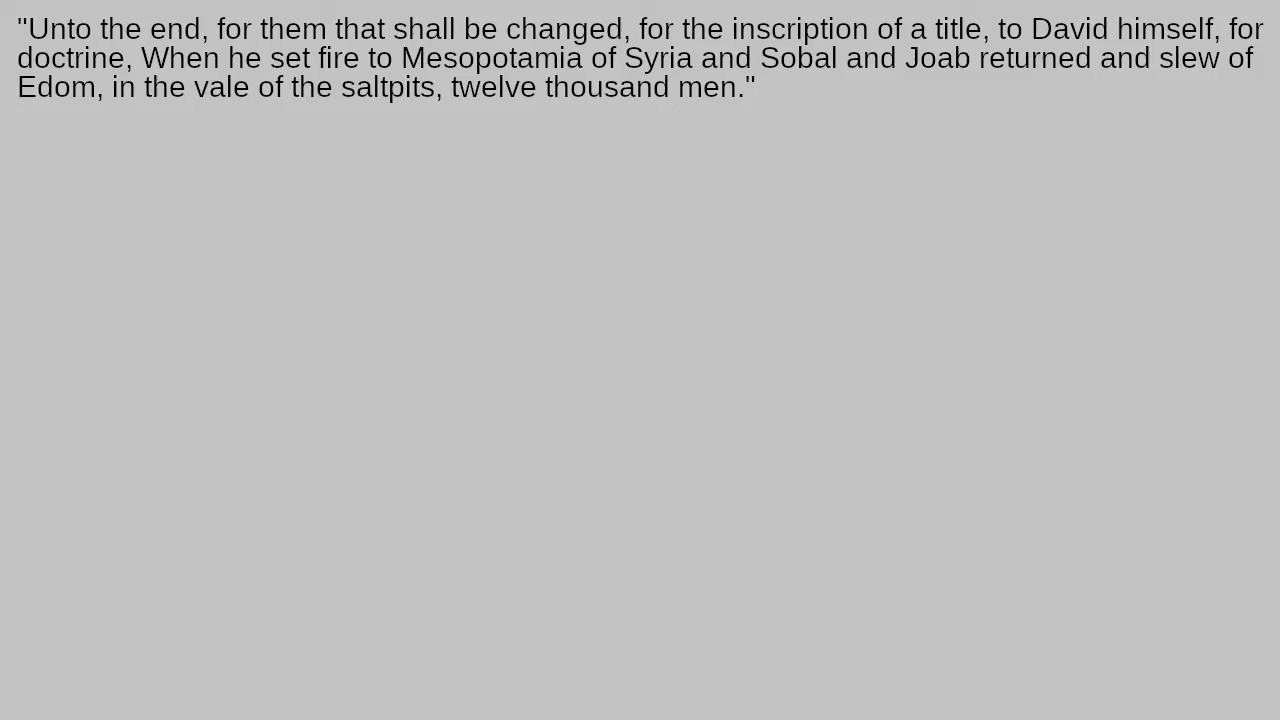 "Unto the end, for them that shall be changed, for the inscription of a title, to David himself, for
doctrine, When he set fire to Mesopotamia of Syria and Sobal and Joab returned and slew of
Edom, in the vale of the saltpits, twelve thousand men."